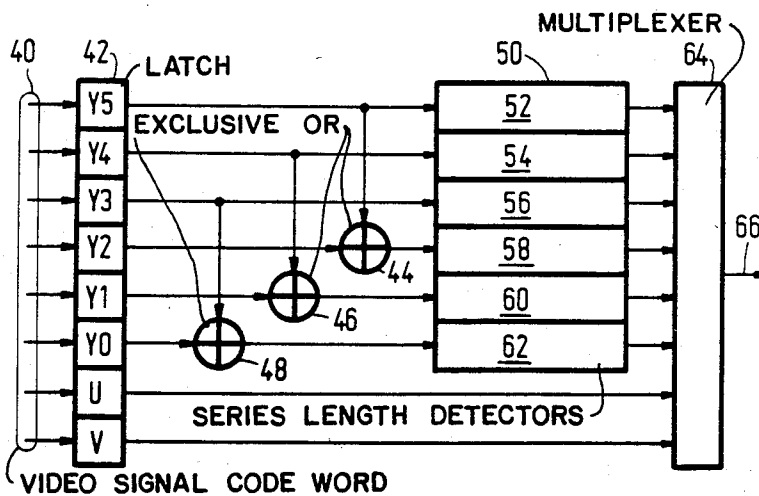 MULTIPLEXER
40
42
LATCH
50
64
Y5
52
EXCLUSIVE OR
Y4
54
Y3
56
Y2
58
44
66
Y1
60
46
Y0
62
48
U
SERIES LENGTH DETECTORS
V
VIDEO SIGNAL CODE WORD